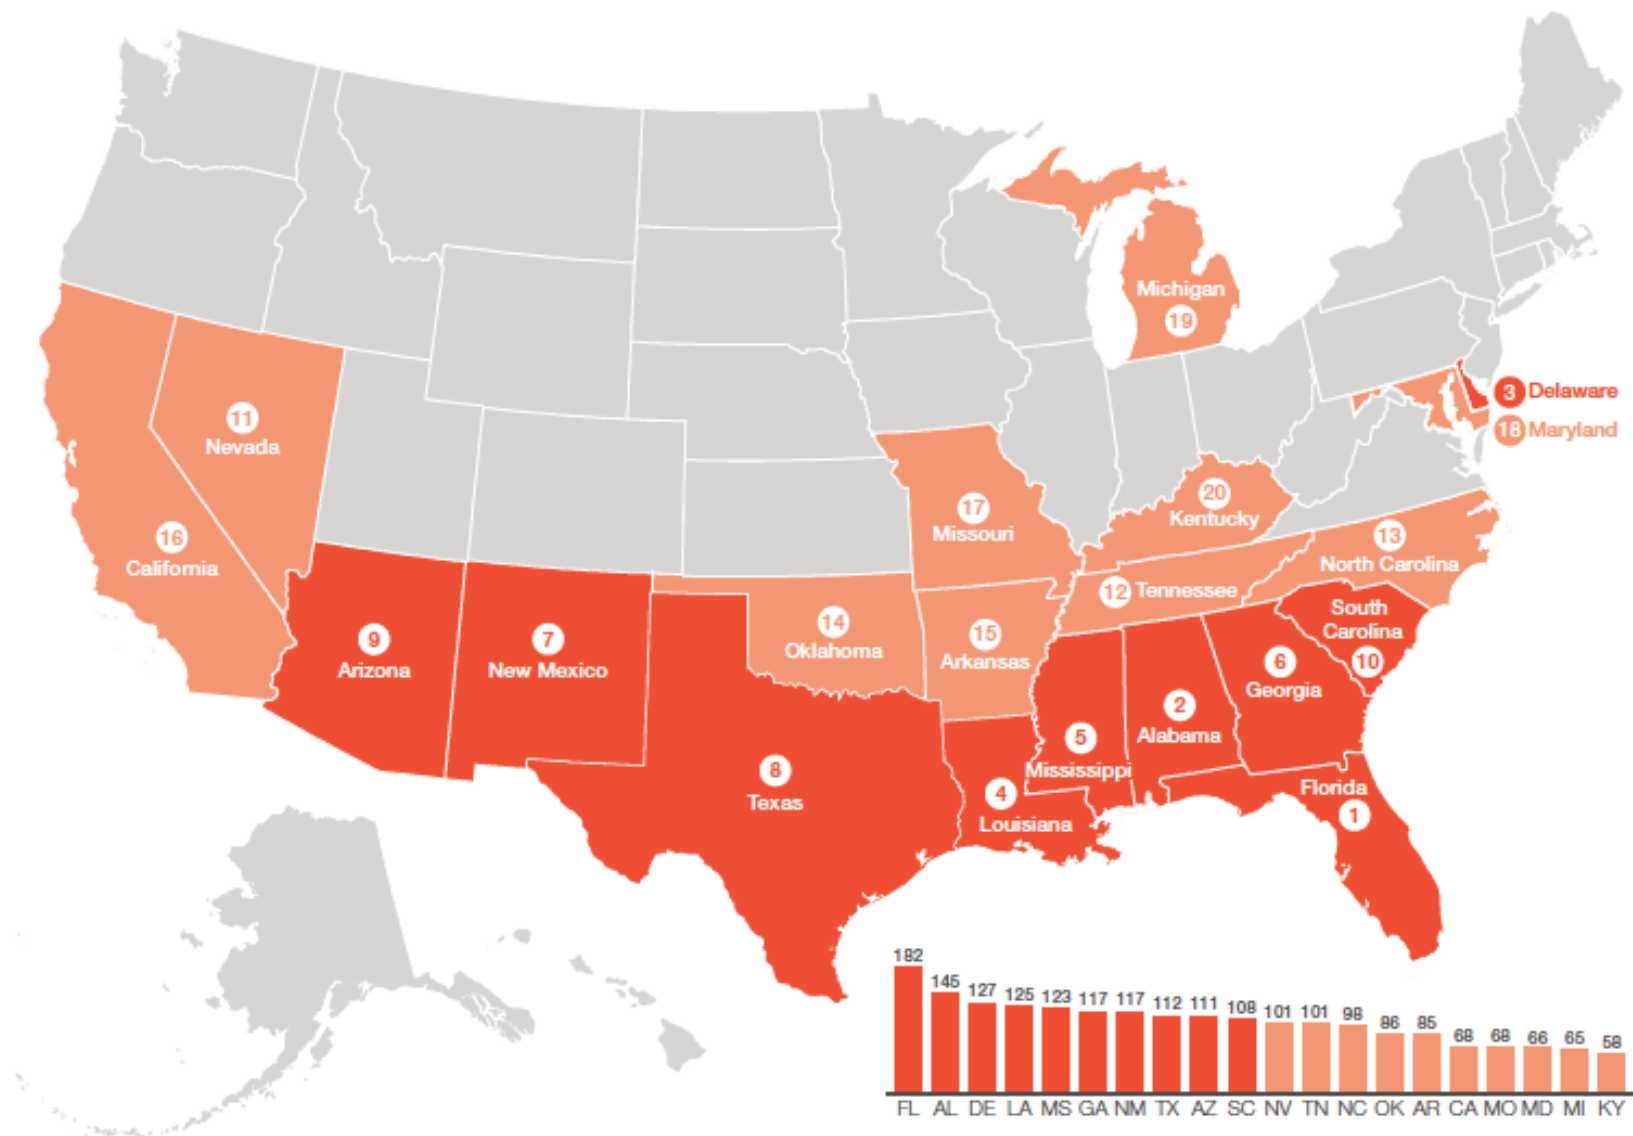 Michigan
19
3 Delaware
18 Maryland
11
Nevada
20
Kentucky
17
Missouri
16
California
13
North Carolina
12 Tennessee
South
Carolina
10
14
Oklahoma
15
Arkansas
9
Arizona
7
New Mexico
6
Georgia
2
Alabama
5
Mississippi
8
Texas
4
Louisiana
Florida
1
182 145 127 125 123 117 117 112 111 108 101 101 98 86 85 68 68 66 65 58
FL AL DE LA MS GA NM TX AZ SC NV TN NC OK AR CA MO MD MI KY